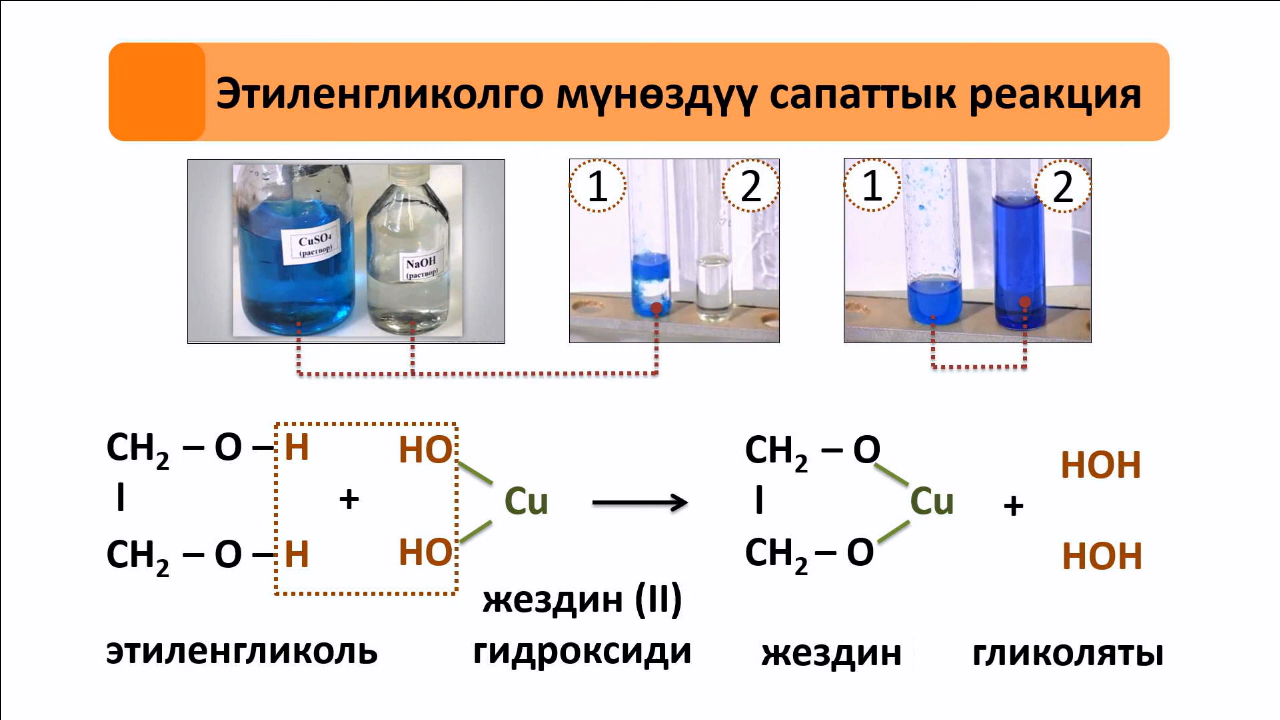 Этиленгликолго мүнөздүү сапаттык реакция
CuSO₄
(раствор)
NaOH
(раствор)
1 2
1 2
CH₂ – O – H HO CH₂ – O HOH
I + Cu → I Cu +
CH₂ – O – H HO CH₂ – O HOH
жездин (II)
этиленгликоль гидроксиди жездин гликоляты